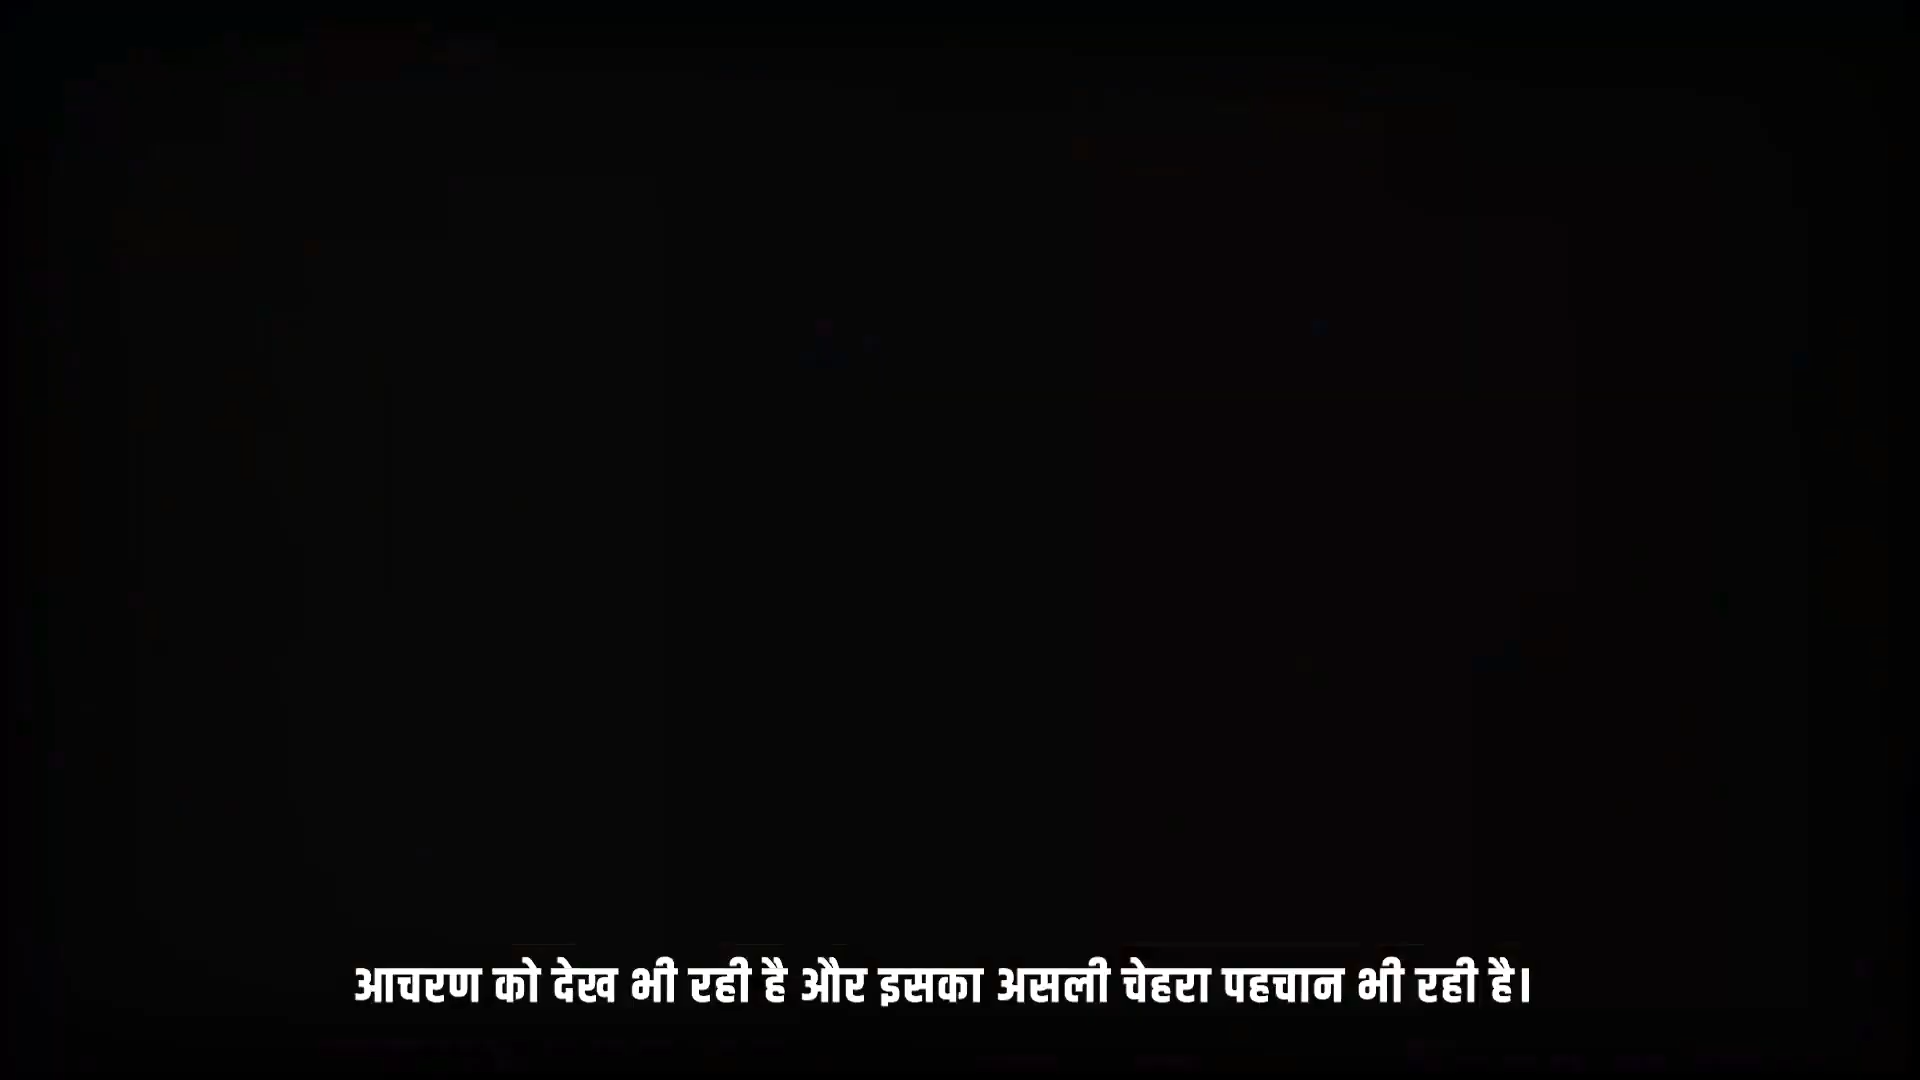 आचरण को देख भी रही है और इसका असली चेहरा पहचान भी रही है।